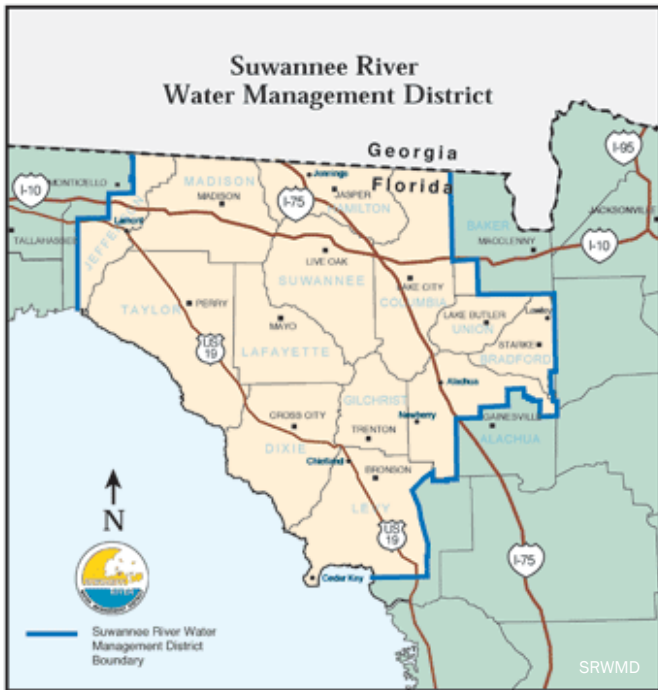 Suwannee River
Water Management District
Georgia
Florida
I-95
I-10
MONTICELLO
MADISON
MADISON
Jennings
JASPER
HAMILTON
I-75
JACKSONVILLE
BAKER
MACCLENNY
I-10
TALLAHASSEE
JEFFERSON
Lamont
LIVE OAK
SUWANNEE
LAKE CITY
COLUMBIA
TAYLOR
PERRY
MAYO
LAFAYETTE
LAKE BUTLER
UNION
Lawtey
STARKE
BRADFORD
US
19
Alachua
GILCHRIST
Newberry
GAINESVILLE
ALACHUA
CROSS CITY
TRENTON
DIXIE
Chiefland
BRONSON
LEVY
US
19
N
I-75
Cedar Key
Suwannee River Water
Management District
Boundary
SRWMD